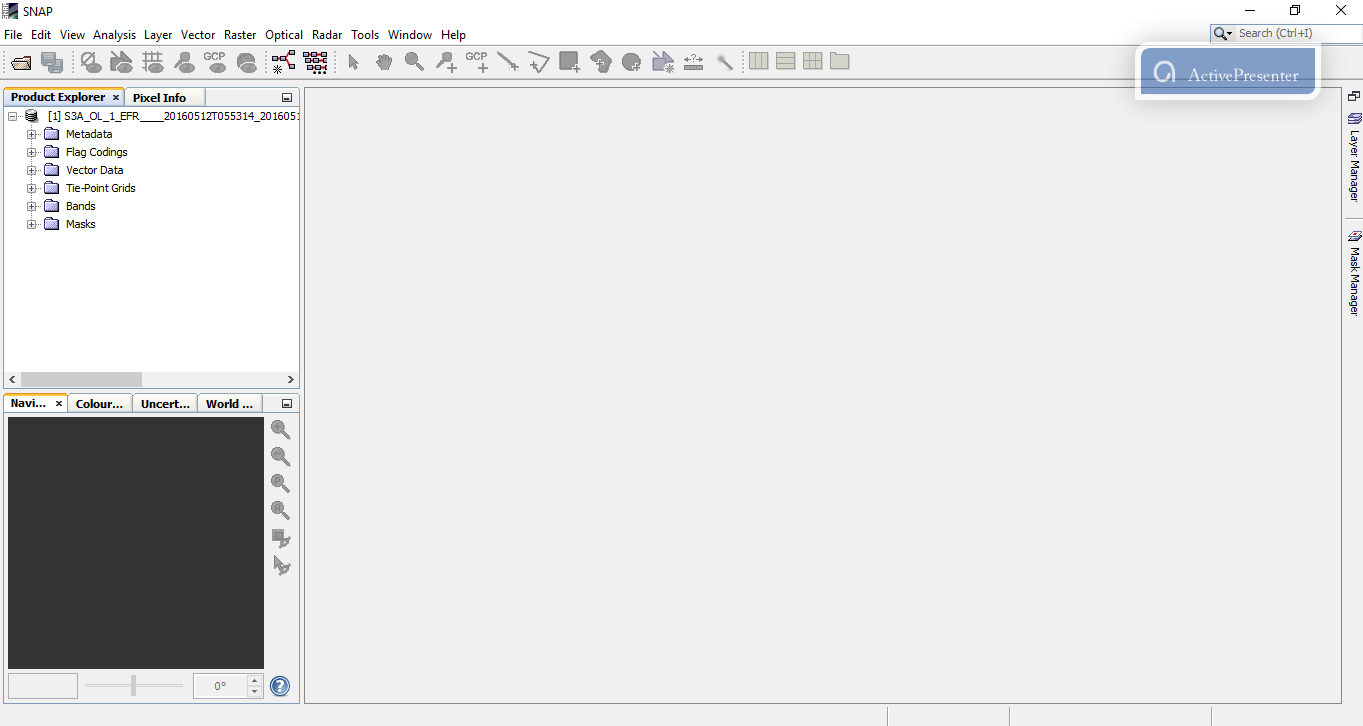 SNAP
File Edit View Analysis Layer Vector Raster Optical Radar Tools Window Help
Search (Ctrl+I)
GCP GCP
ActivePresenter
Product Explorer × Pixel Info
[1] S3A_OL_1_EFR____20160512T055314_2016051
Metadata
Flag Codings
Vector Data
Tie-Point Grids
Bands
Masks
Layer Manager
Mask Manager
Navi... × Colour... Uncert... World ...
0°